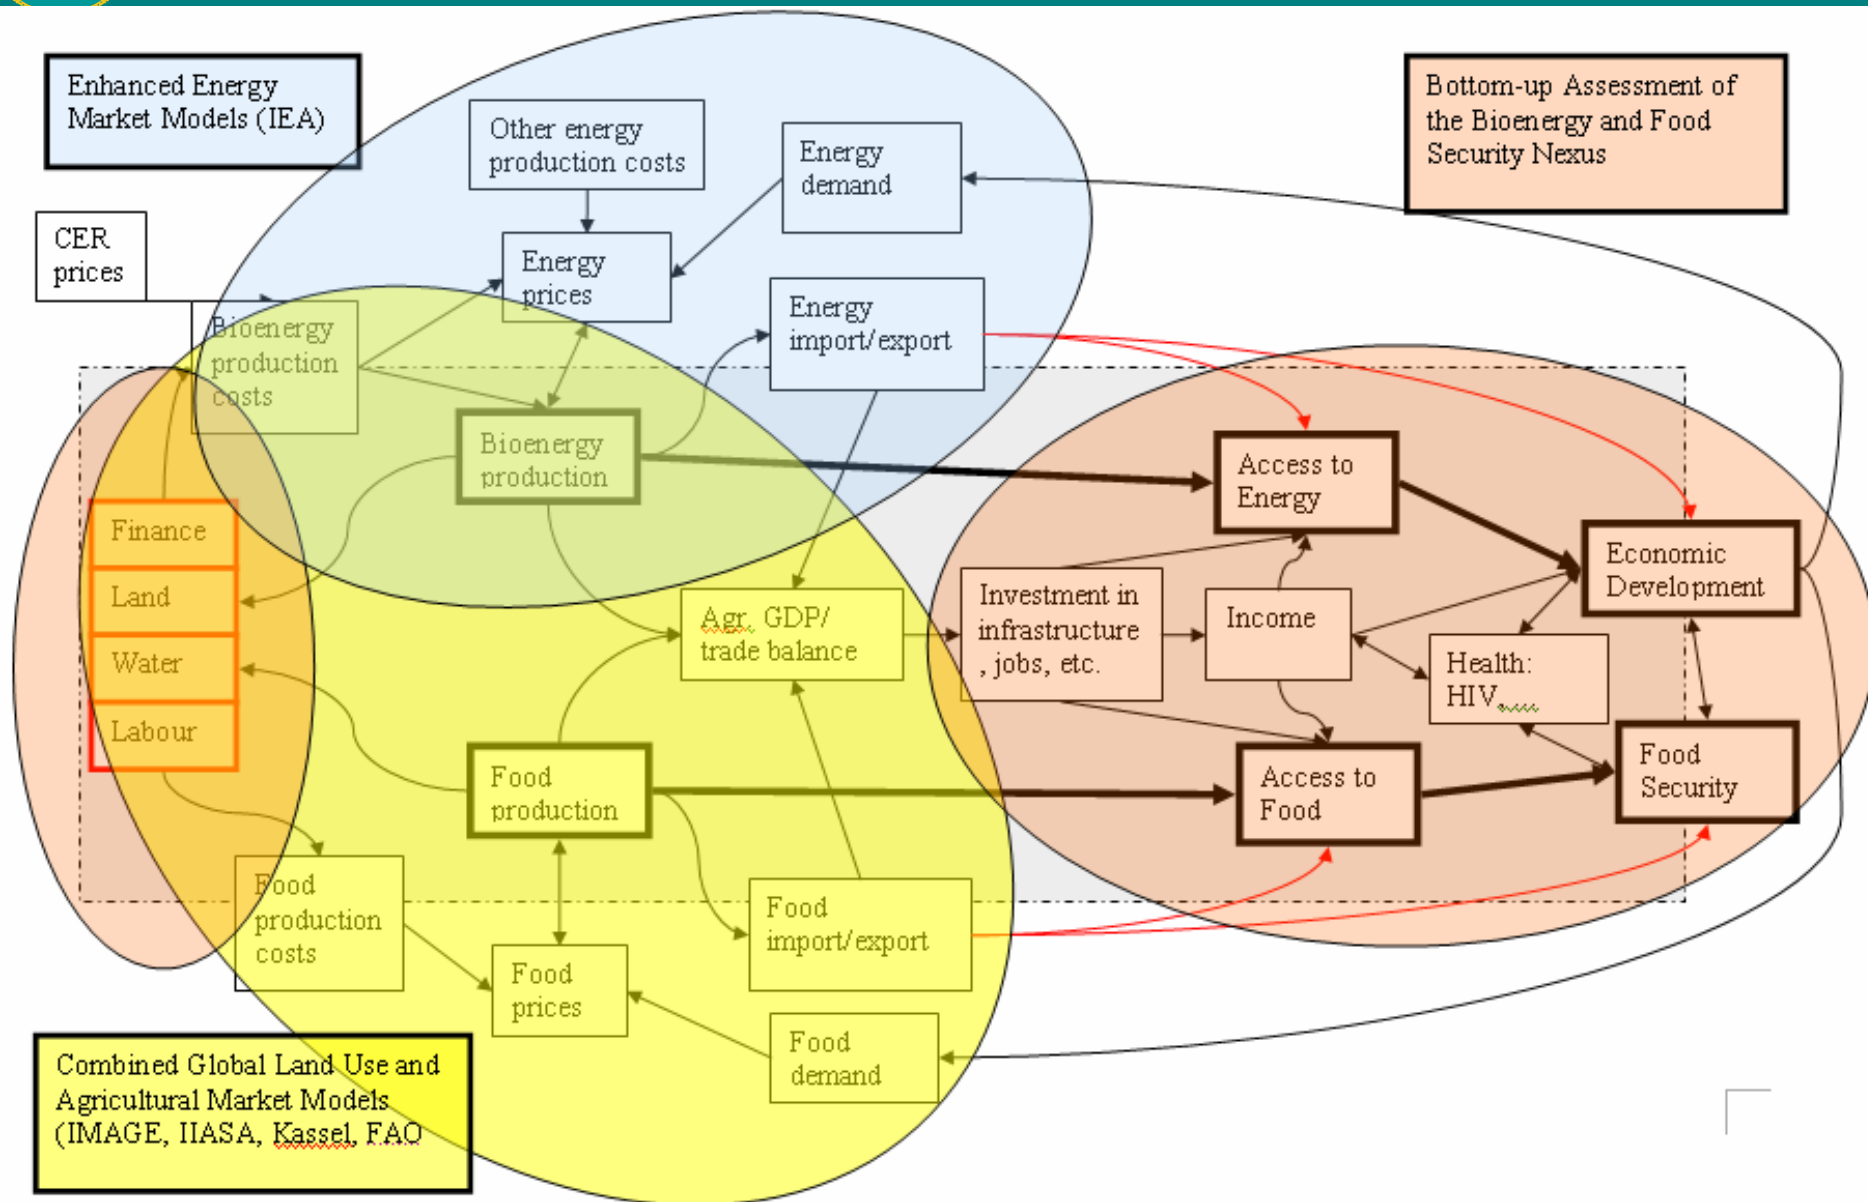 Enhanced Energy
Market Models (IEA)
Bottom-up Assessment of
the Bioenergy and Food
Security Nexus
Other energy
production costs
Energy
demand
CER
prices
Energy
prices
Energy
import/export
Bioenergy
production
costs
Bioenergy
production
Access to
Energy
Finance
Land
Water
Labour
Agr. GDP/
trade balance
Investment in
infrastructure
, jobs, etc.
Income
Economic
Development
Health:
HIV,....
Food
production
Access to
Food
Food
Security
Food
production
costs
Food
import/export
Food
prices
Food
demand
Combined Global Land Use and
Agricultural Market Models
(IMAGE, IIASA, Kassel, FAO